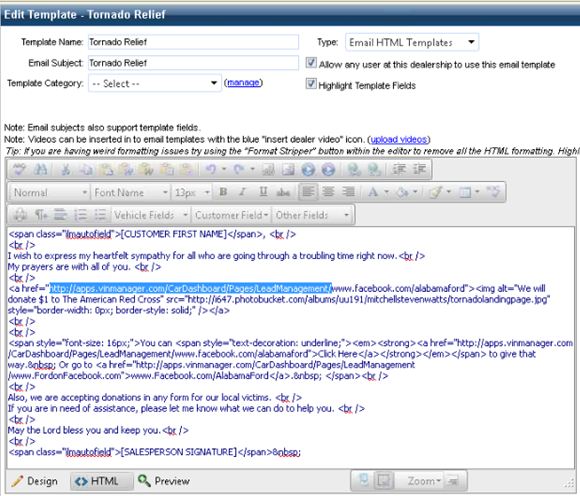 Edit Template - Tornado Relief
Template Name: Tornado Relief
Type: Email HTML Templates
Email Subject: Tornado Relief
Allow any user at this dealership to use this email template
Template Category: -- Select -- (manage)
Highlight Template Fields
Note: Email subjects also support template fields.
Note: Videos can be inserted in to email templates with the blue "insert dealer video" icon. (upload videos)
Tip: If you are having weird formatting issues try using the "Format Stripper" button within the editor to remove all the HTML formatting. Highl
Normal Font Name 13px B I U abc A
Vehicle Fields Customer Field Other Fields
<span class="ilmautofield">[CUSTOMER FIRST NAME]</span>, <br />
<br />
I wish to express my heartfelt sympathy for all who are going through a troubling time right now.<br />
My prayers are with all of you. <br />
<br />
<a href="http://apps.vinmanager.com/CarDashboard/Pages/LeadManagement/www.facebook.com/alabamaford"><img alt="We will
donate $1 to The American Red Cross" src="http://i647.photobucket.com/albums/uu191/mitchellstevenwatts/tornadolandingpage.jpg"
style="border-width: 0px; border-style: solid;" /></a>
<br />
<br />
<span style="font-size: 16px;">You can <span style="text-decoration: underline;"><em><strong><a href="http://apps.vinmanager.com
/CarDashboard/Pages/LeadManagement/www.facebook.com/alabamaford">Click Here</a></strong></em></span> to give that
way.&nbsp; Or go to <a href="http://apps.vinmanager.com/CarDashboard/Pages/LeadManagement
/www.FordonFacebook.com">www.Facebook.com/AlabamaFord</a>.&nbsp; </span><br />
<br />
Also, we are accepting donations in any form for our local victims. <br />
If you are in need of assistance, please let me know what we can do to help you. <br />
<br />
May the Lord bless you and keep you.<br />
<br />
<span class="ilmautofield">[SALESPERSON SIGNATURE]</span>&nbsp;
Design HTML Preview Zoom